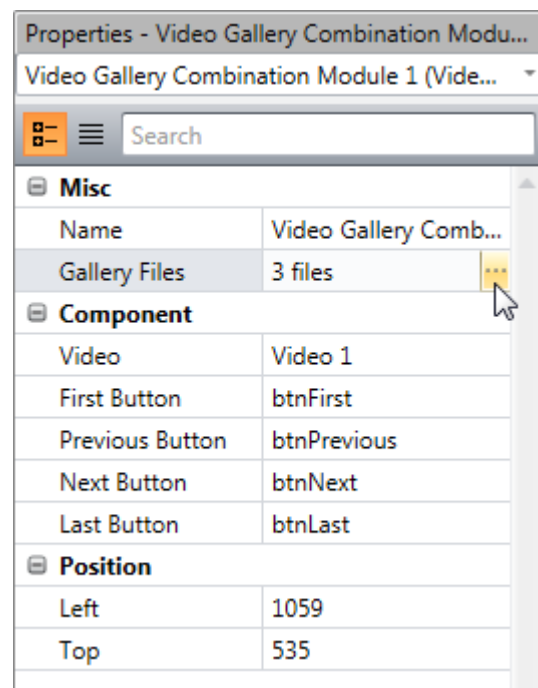 Properties - Video Gallery Combination Modu...
Video Gallery Combination Module 1 (Vide...
Search
Misc
Name Video Gallery Comb...
Gallery Files 3 files ...
Component
Video Video 1
First Button btnFirst
Previous Button btnPrevious
Next Button btnNext
Last Button btnLast
Position
Left 1059
Top 535